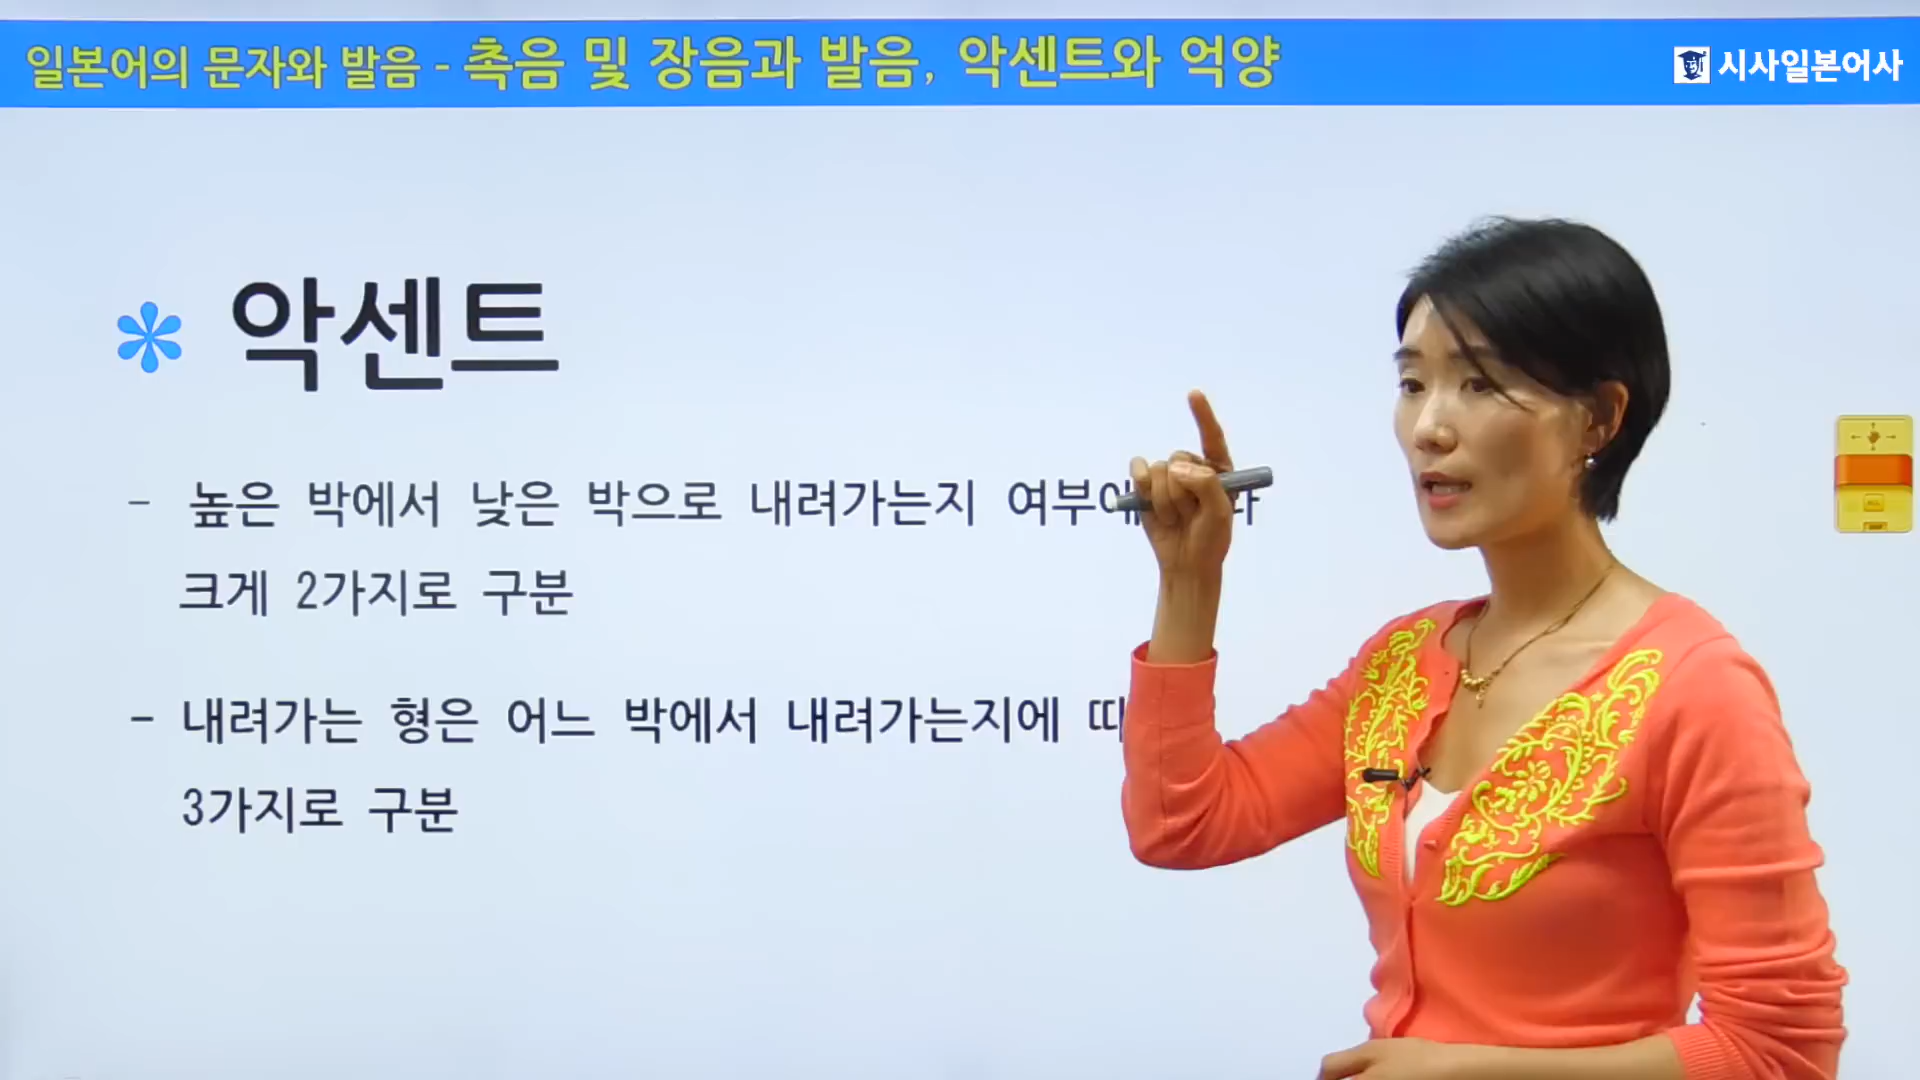 일본어의 문자와 발음 - 촉음 및 장음과 발음, 악센트와 억양
시사일본어사
* 악센트
- 높은 박에서 낮은 박으로 내려가는지
크게 2가지로 구분
- 내려가는 형은 어느 박에서 내려가는지에
3가지로 구분